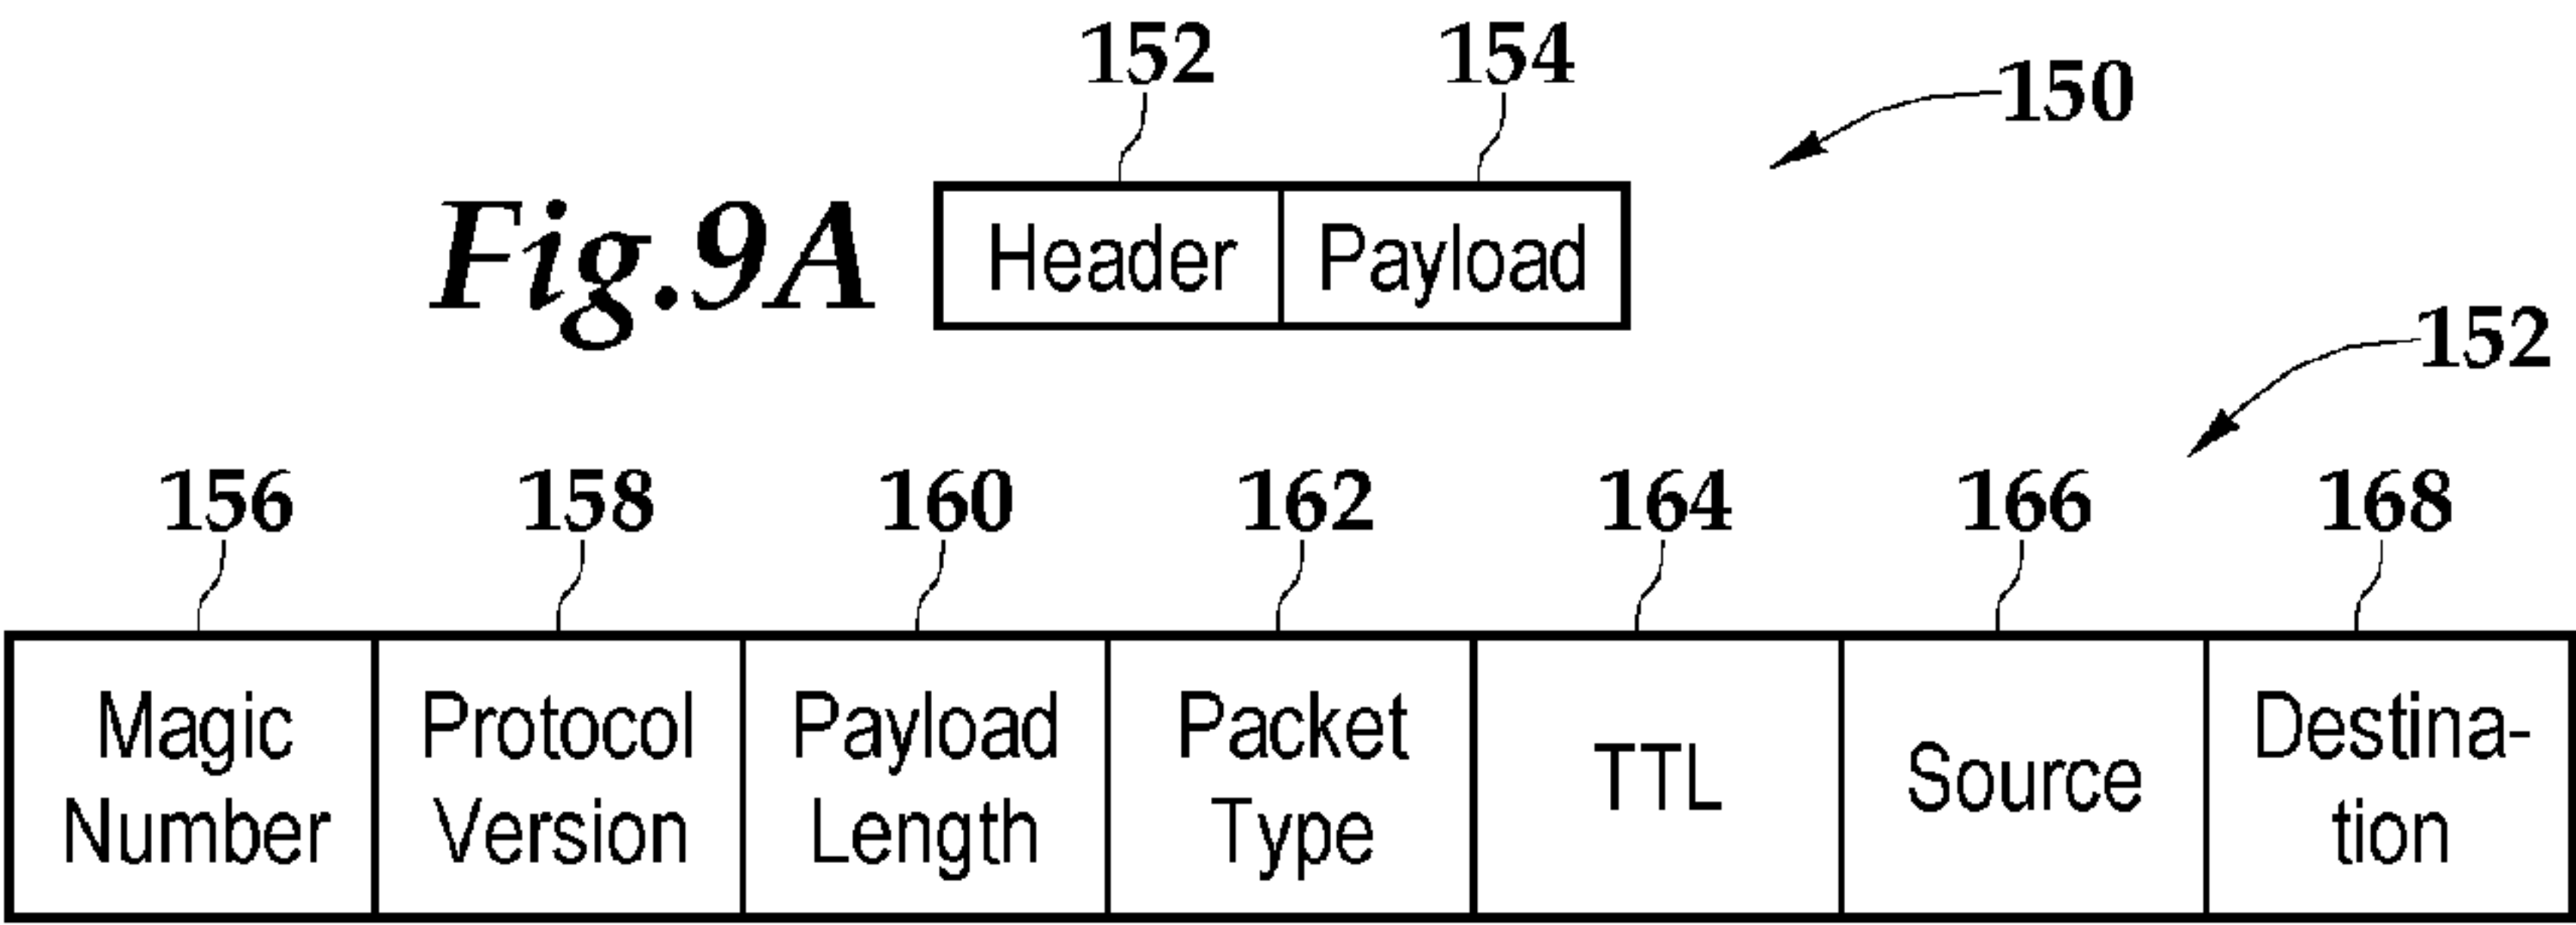 152 154
150
Fig.9A Header Payload
152
156 158 160 162 164 166 168
Magic Number Protocol Version Payload Length Packet Type TTL Source Destina-
tion